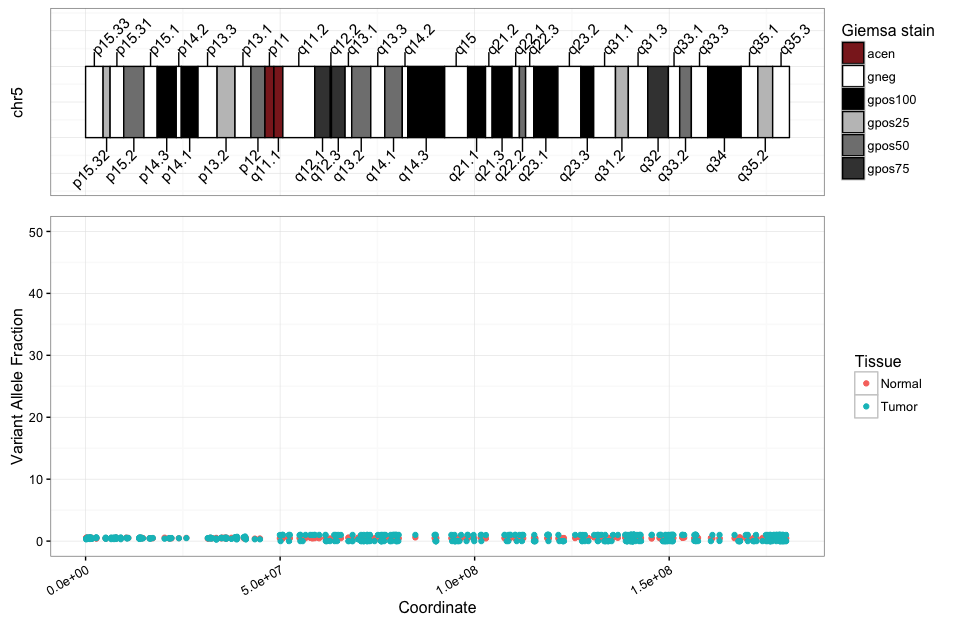 p15.33 p15.31 p15.1 p14.2 p13.3 p13.1 p11 q11.2 q12.2 q13.1 q13.3 q14.2 q15 q21.2 q22.1 q22.3 q23.2 q31.1 q31.3 q33.1 q33.3 q35.1 q35.3
chr5
p15.32 p15.2 p14.3 p14.1 p13.2 p12 q11.1 q12.1 q12.3 q13.2 q14.1 q14.3 q21.1 q21.3 q22.2 q23.1 q23.3 q31.2 q32 q33.2 q34 q35.2
Giemsa stain
acen
gneg
gpos100
gpos25
gpos50
gpos75
Variant Allele Fraction
50
40
30
20
10
0
0.0e+00 5.0e+07 1.0e+08 1.5e+08
Coordinate
Tissue
Normal
Tumor